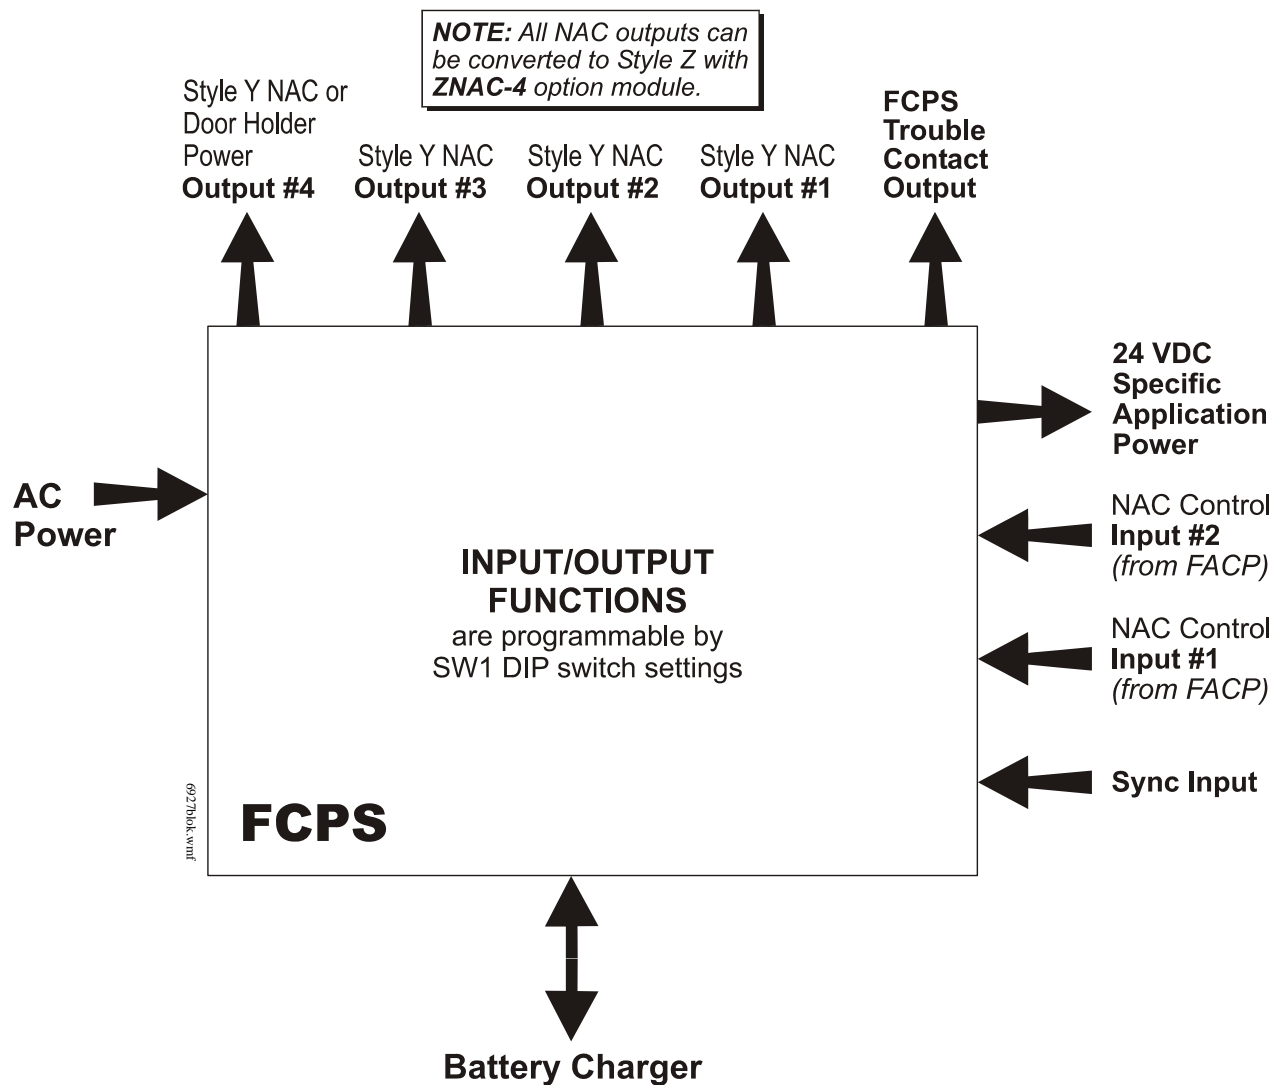 NOTE: All NAC outputs can
be converted to Style Z with
ZNAC-4 option module.
Style Y NAC or
Door Holder
Power
Output #4
Style Y NAC
Output #3
Style Y NAC
Output #2
Style Y NAC
Output #1
FCPS
Trouble
Contact
Output
24 VDC
Specific
Application
Power
AC
Power
NAC Control
Input #2
(from FACP)
INPUT/OUTPUT
FUNCTIONS
are programmable by
SW1 DIP switch settings
NAC Control
Input #1
(from FACP)
Sync Input
6927blok.wmf
FCPS
Battery Charger